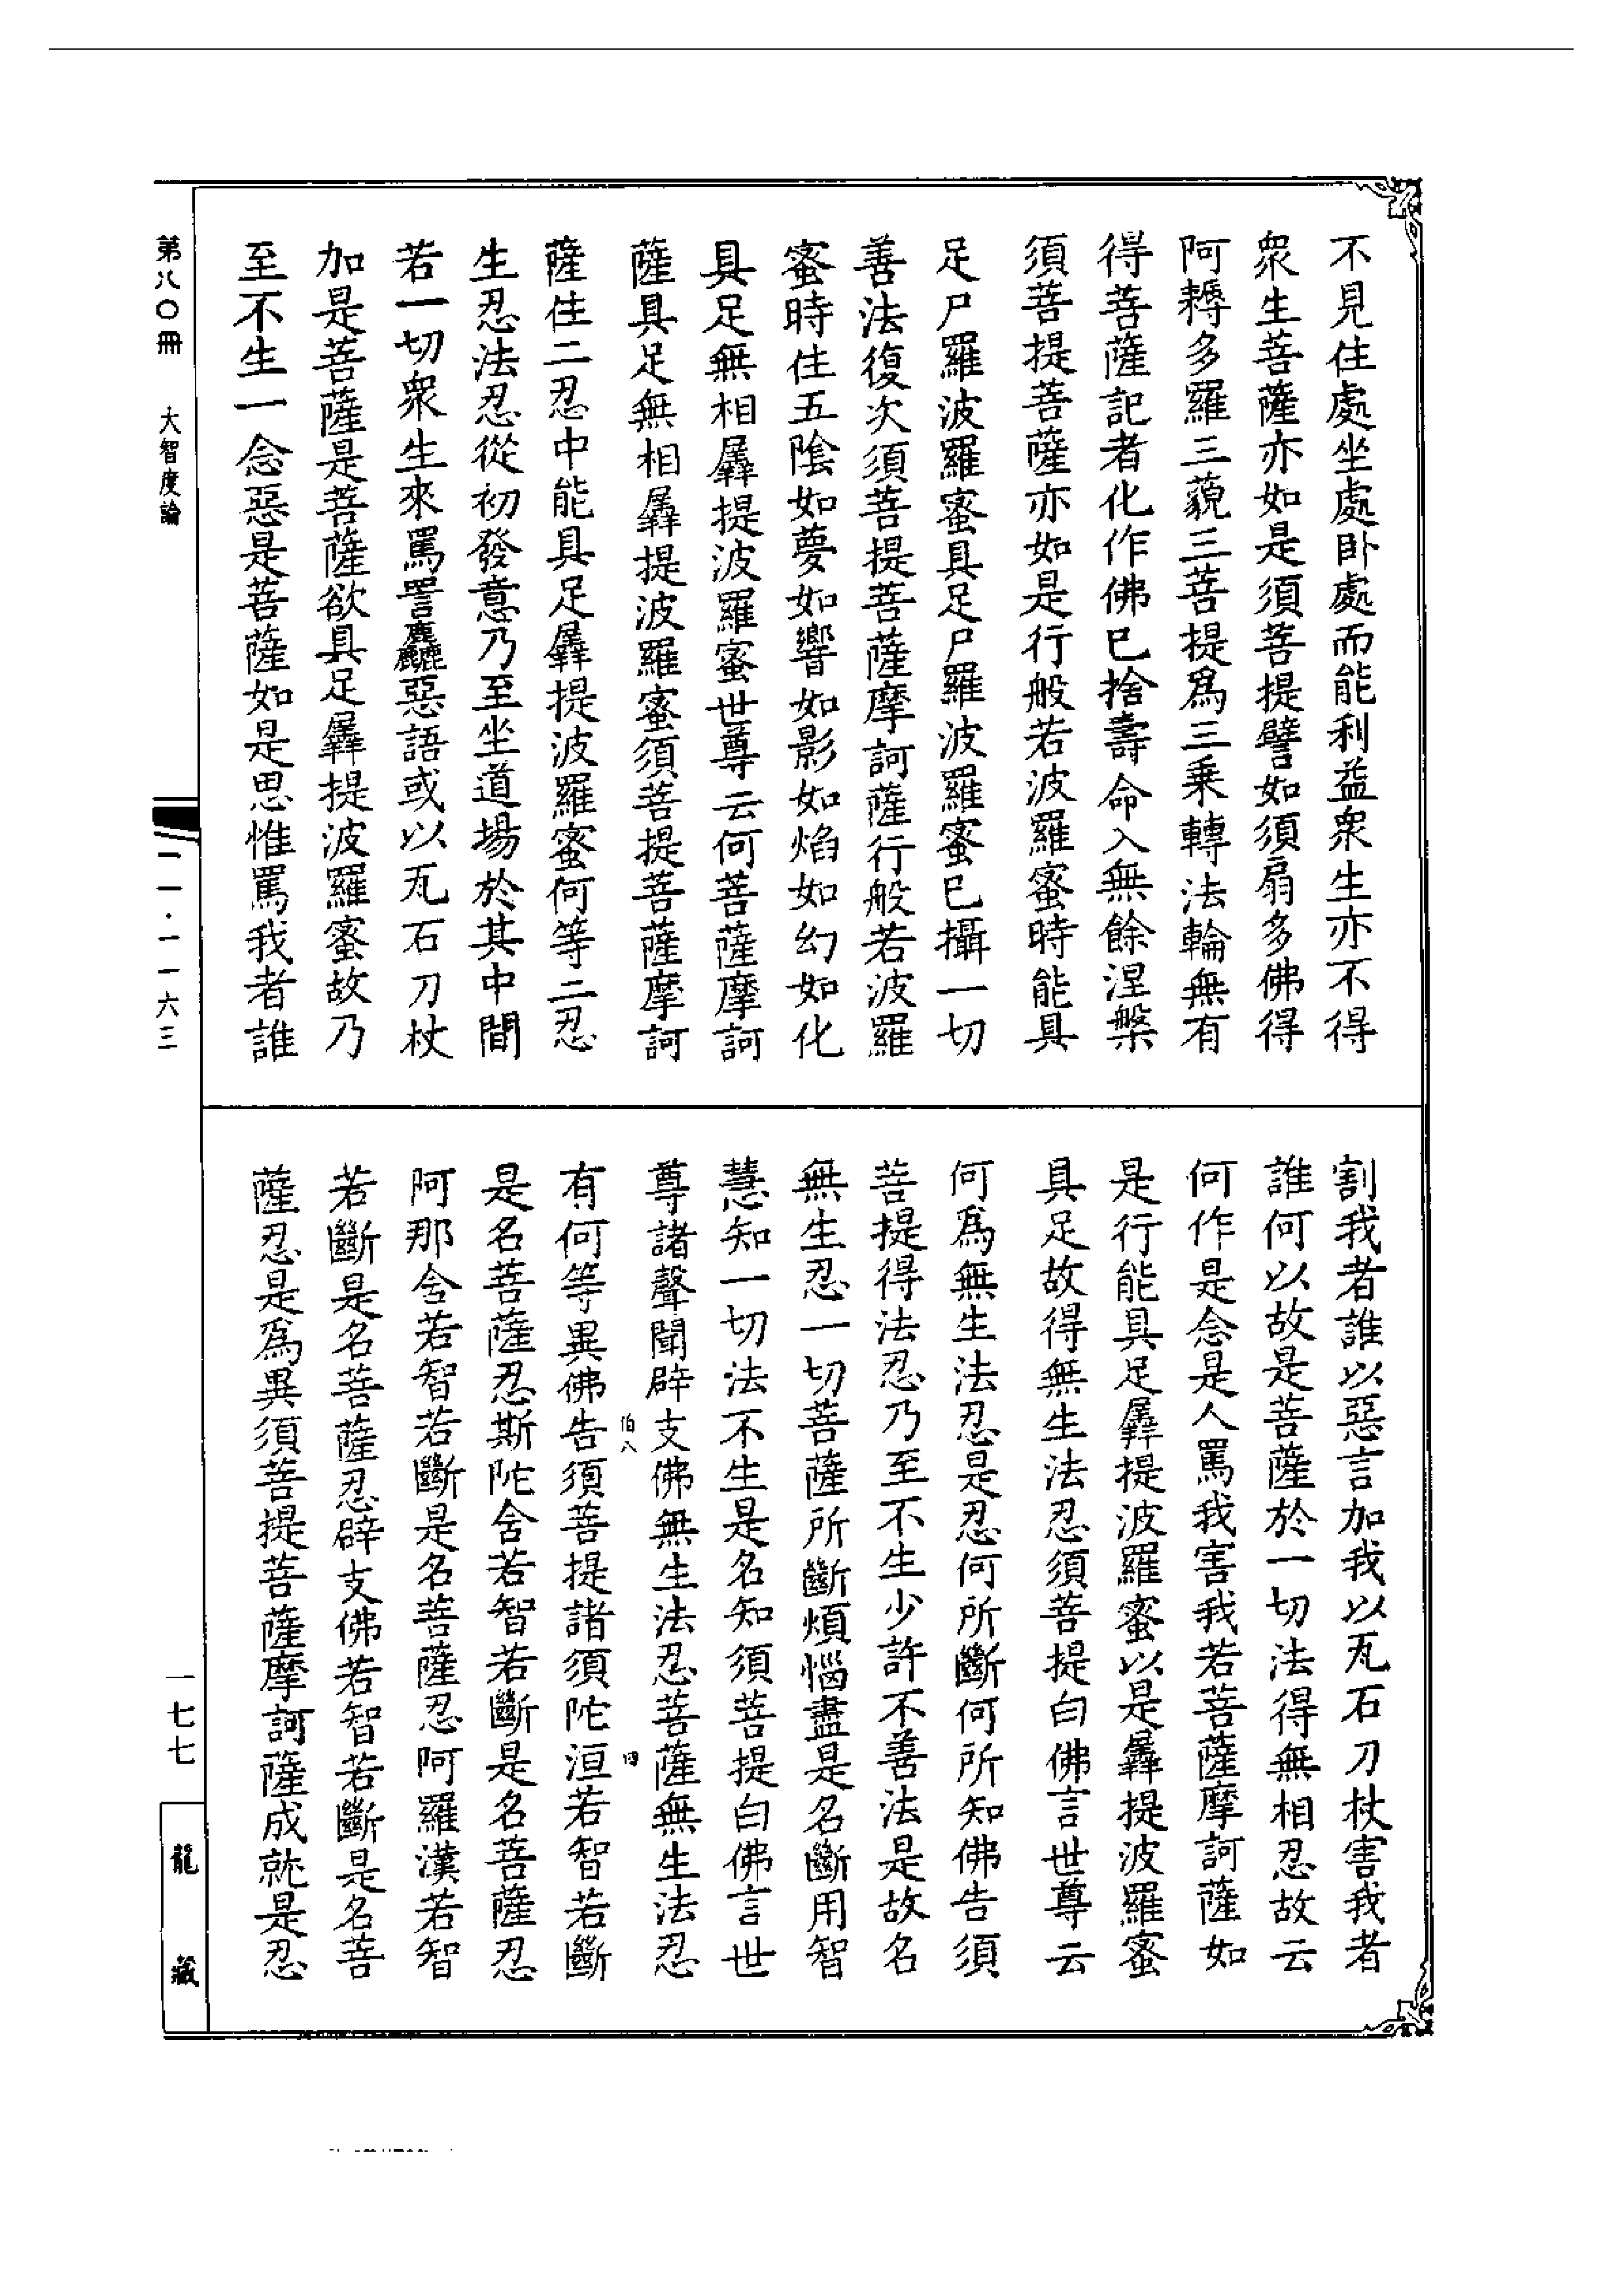 不見住處坐處臥處而能利益衆生亦不得
衆生菩薩亦如是須菩提譬如須扇多佛得
阿耨多羅三藐三菩提爲三乘轉法輪無有
得菩薩記者化作佛已捨壽命入無餘涅槃
須菩提菩薩亦如是行般若波羅蜜時能具
足尸羅波羅蜜具足尸羅波羅蜜已攝一切
善法復次須菩提菩薩摩訶薩行般若波羅
蜜時住五陰如夢如響如影如焰如幻如化
具足無相羼提波羅蜜世尊云何菩薩摩訶
薩具足無相羼提波羅蜜須菩提菩薩摩訶
薩住二忍中能具足羼提波羅蜜何等二忍
生忍法忍從初發意乃至坐道場於其中間
若一切衆生來罵詈麤惡語或以瓦石刀杖
加是菩薩是菩薩欲具足羼提波羅蜜故乃
至不生一念惡是菩薩如是思惟罵我者誰
割我者誰以惡言加我以瓦石刀杖害我者
誰何以故是菩薩於一切法得無相忍故云
何作是念是人罵我害我若菩薩摩訶薩如
是行能具足羼提波羅蜜以是羼提波羅蜜
具足故得無生法忍須菩提白佛言世尊云
何爲無生法忍是忍何所斷何所知佛告須
菩提得法忍乃至不生少許不善法是故名
無生忍一切菩薩所斷煩惱盡是名斷用智
慧知一切法不生是名知須菩提白佛言世
尊諸聲聞辟支佛無生法忍菩薩無生法忍
伯八 四
有何等異佛告須菩提諸須陀洹若智若斷
是名菩薩忍斯陀含若智若斷是名菩薩忍
阿那含若智若斷是名菩薩忍阿羅漢若智
若斷是名菩薩忍辟支佛若智若斷是名菩
薩忍是爲異須菩提菩薩摩訶薩成就是忍
第八〇冊 大智度論
一一·一一六三
一七七
龍藏